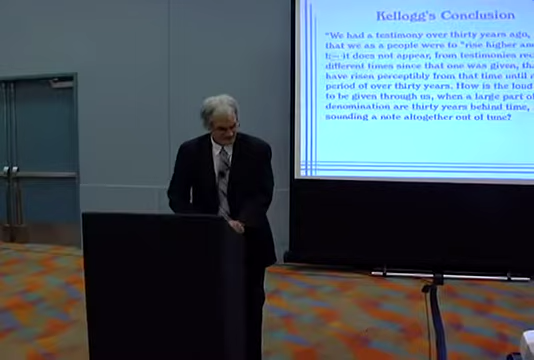 Kellogg's Conclusion
"We had a testimony over thirty years ago,
that we as a people were to "rise higher and
it does not appear, from testimonies
different times since that one was given,
have risen perceptibly from that time until
period of over thirty years. How is the loud
to be given through us, when a large part of
denomination are thirty years behind time,
sounding a note altogether out of tune?